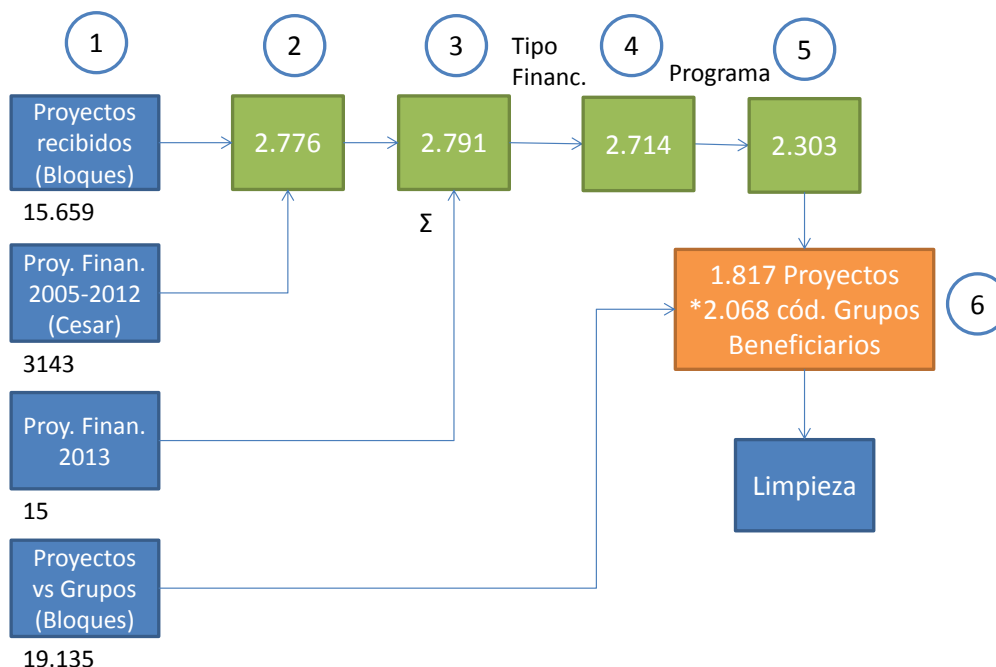 1
2
3
Tipo
Financ.
4
Programa
5
Proyectos
recibidos
(Bloques)
15.659
2.776
2.791
2.714
2.303
Σ
Proy. Finan.
2005-2012
(Cesar)
3143
1.817 Proyectos
*2.068 cód. Grupos
Beneficiarios
6
Proy. Finan.
2013
15
Limpieza
Proyectos
vs Grupos
(Bloques)
19.135